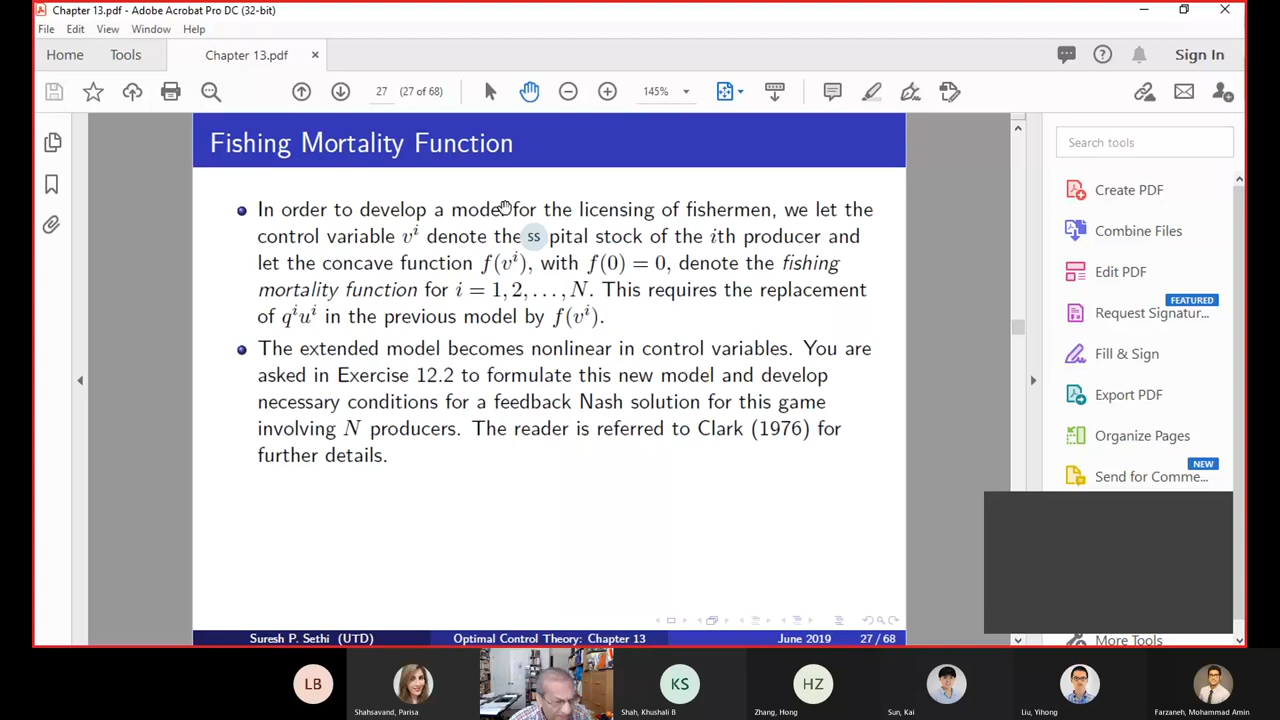 Chapter 13.pdf - Adobe Acrobat Pro DC (32-bit)
File Edit View Window Help
Home Tools Chapter 13.pdf × Sign In
27 (27 of 68) 145%
Fishing Mortality Function
In order to develop a model for the licensing of fishermen, we let the
control variable vⁱ denote the ss pital stock of the ith producer and
let the concave function f(vⁱ), with f(0) = 0, denote the fishing
mortality function for i = 1, 2, . . . , N. This requires the replacement
of qⁱuⁱ in the previous model by f(vⁱ).
The extended model becomes nonlinear in control variables. You are
asked in Exercise 12.2 to formulate this new model and develop
necessary conditions for a feedback Nash solution for this game
involving N producers. The reader is referred to Clark (1976) for
further details.
Suresh P. Sethi (UTD) Optimal Control Theory: Chapter 13 June 2019 27 / 68
Search tools
Create PDF
Combine Files
Edit PDF
FEATURED
Request Signatur...
Fill & Sign
Export PDF
Organize Pages
NEW
Send for Comme...
More Tools
LB KS HZ
Shahsavand, Parisa Shah, Khushali B Zhang, Hong Sun, Kai Liu, Yihong Farzaneh, Mohammad Amin